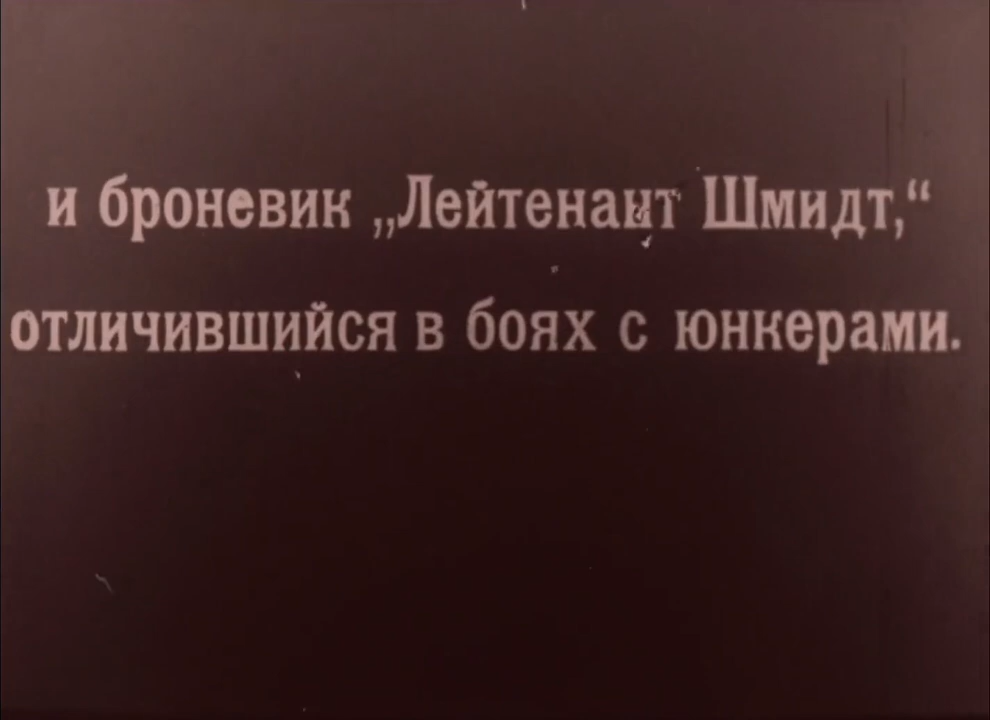 и броневик „Лейтенант Шмидт,“
отличившийся в боях с юнкерами.